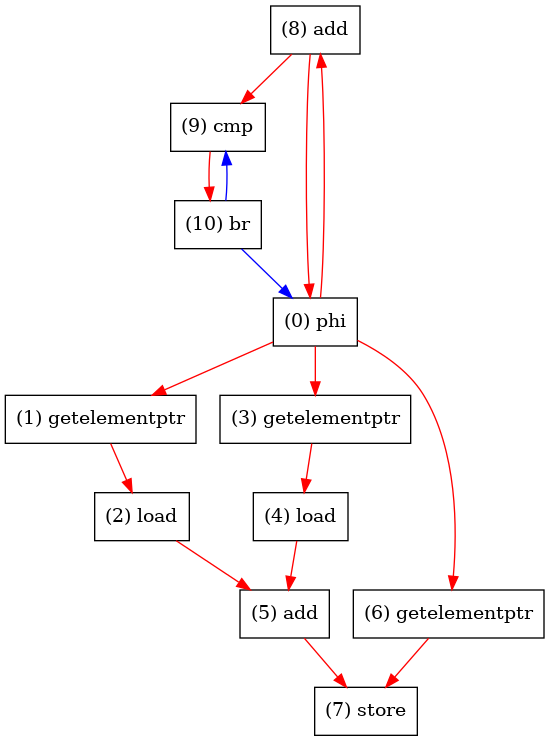 (8) add
(9) cmp
(10) br
(0) phi
(1) getelementptr
(3) getelementptr
(2) load
(4) load
(5) add
(6) getelementptr
(7) store